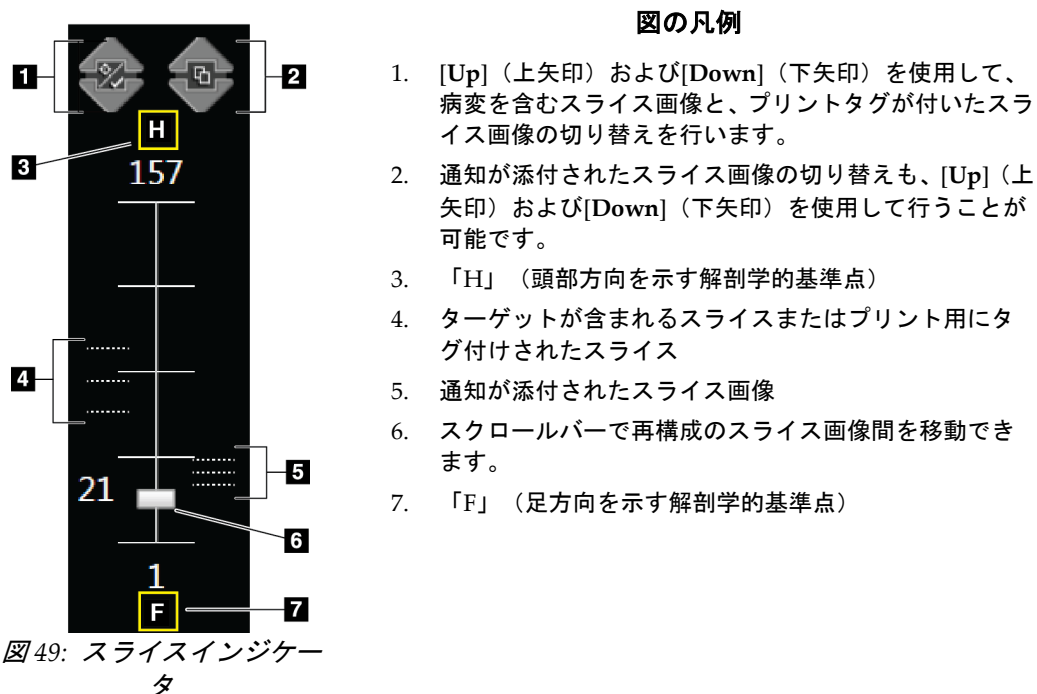 1
2
H
3
157
4
5
21
6
1
F
7
図 49: スライスインジケー
タ
図の凡例
1. [Up]（上矢印）および[Down]（下矢印）を使用して、
病変を含むスライス画像と、プリントタグが付いたスラ
イス画像の切り替えを行います。
2. 通知が添付されたスライス画像の切り替えも、[Up]（上
矢印）および[Down]（下矢印）を使用して行うことが
可能です。
3. 「H」（頭部方向を示す解剖学的基準点）
4. ターゲットが含まれるスライスまたはプリント用にタ
グ付けされたスライス
5. 通知が添付されたスライス画像
6. スクロールバーで再構成のスライス画像間を移動でき
ます。
7. 「F」（足方向を示す解剖学的基準点）